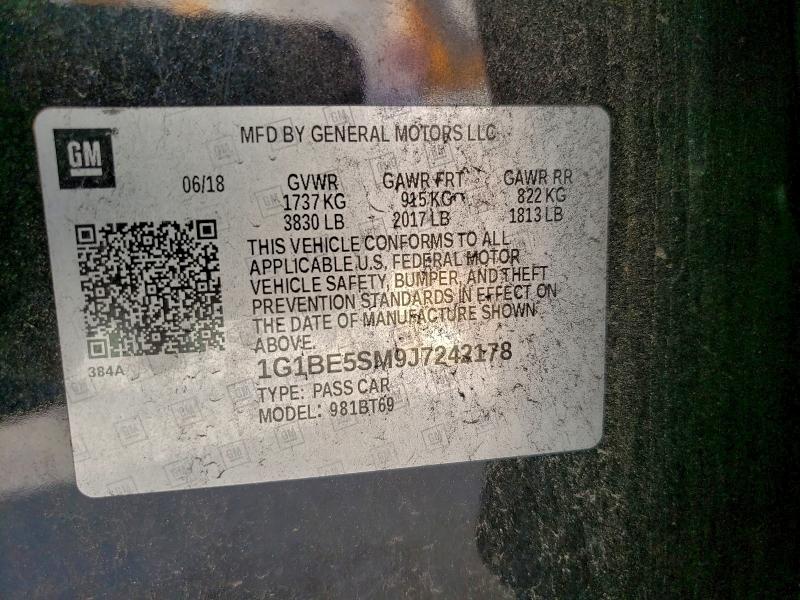 GM
MFD BY GENERAL MOTORS LLC
06/18 GVWR GAWR FRT GAWR RR
1737 KG 915 KG 822 KG
3830 LB 2017 LB 1813 LB
THIS VEHICLE CONFORMS TO ALL
APPLICABLE U.S. FEDERAL MOTOR
VEHICLE SAFETY, BUMPER, AND THEFT
PREVENTION STANDARDS IN EFFECT ON
THE DATE OF MANUFACTURE SHOWN
ABOVE.
384A
1G1BE5SM9J7242178
TYPE: PASS CAR
MODEL: 981BT69